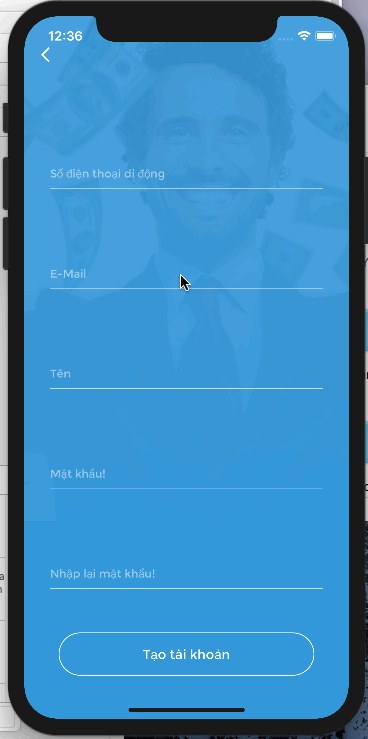 12:36
Số điện thoại di động
E-Mail
Tên
Mật khẩu!
Nhập lại mật khẩu!
Tạo tài khoản